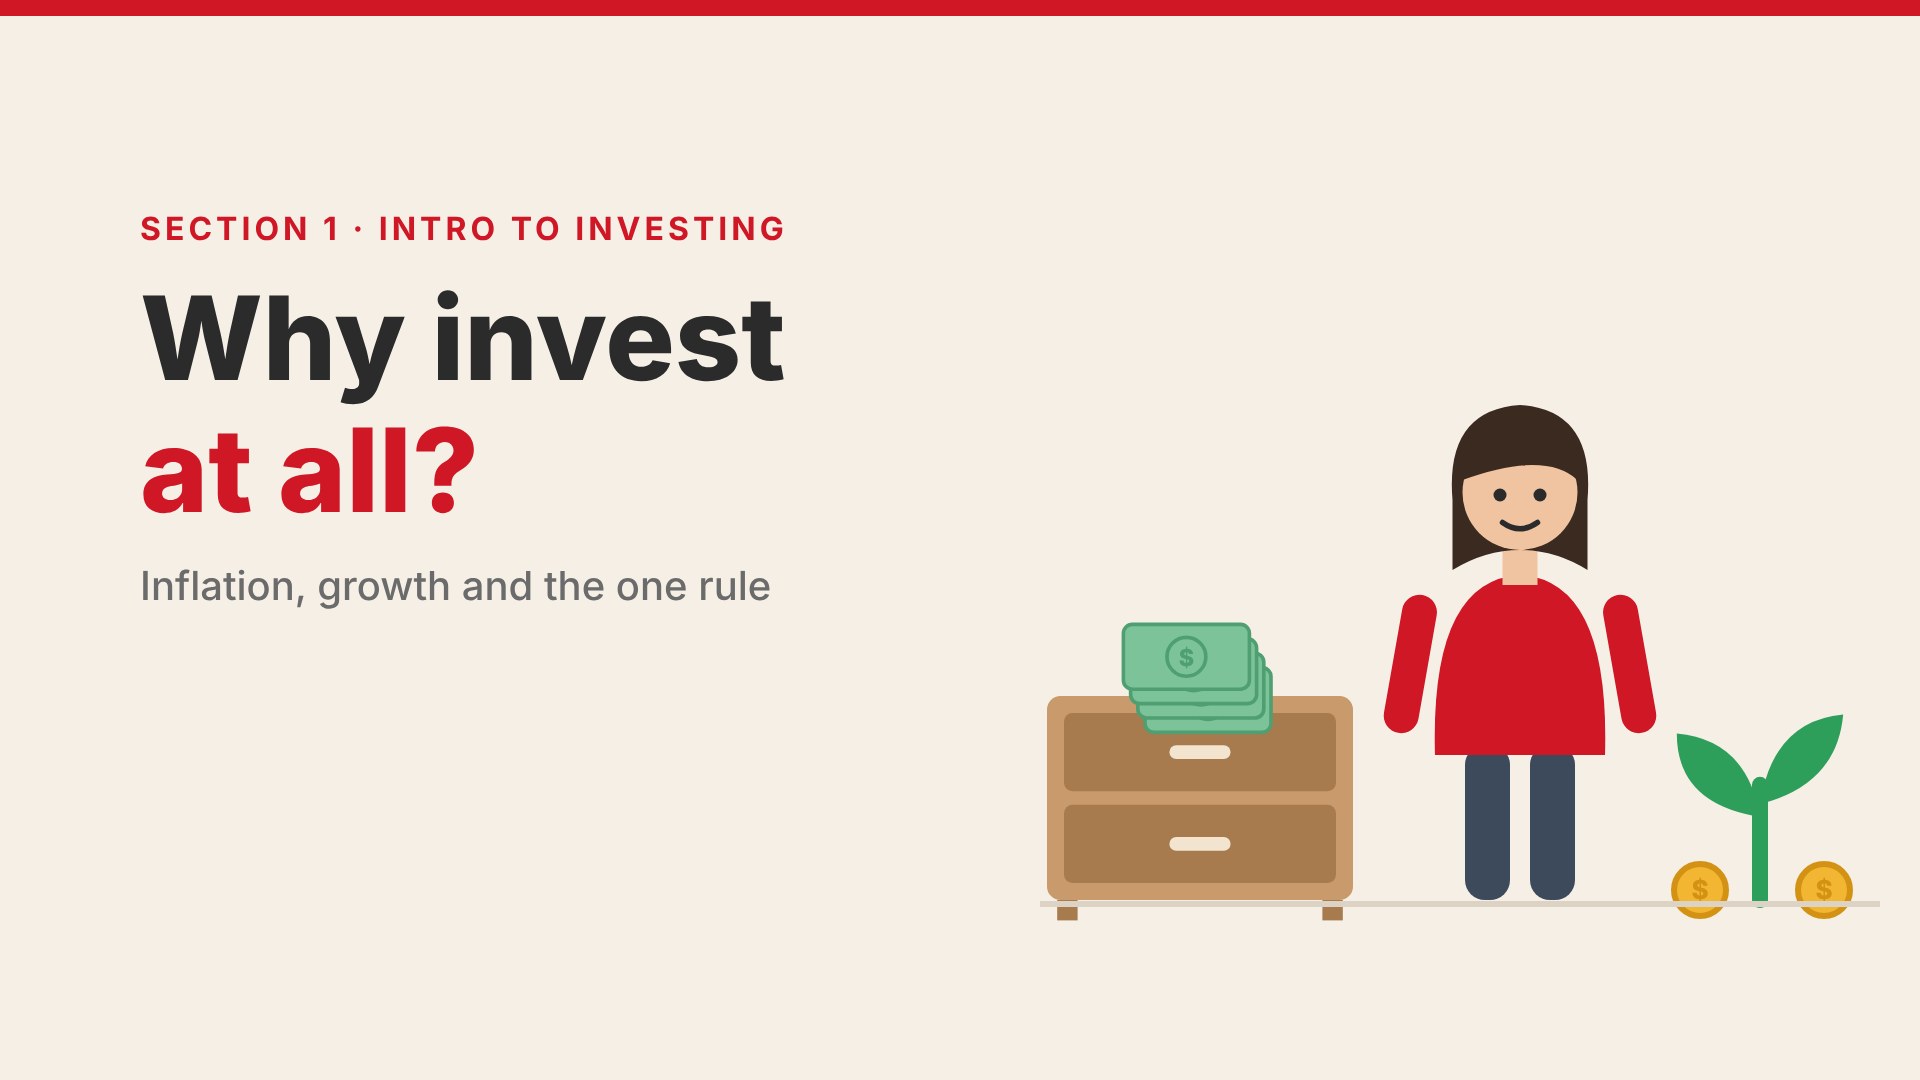 SECTION 1 · INTRO TO INVESTING
Why invest
at all?
Inflation, growth and the one rule
$
$ $